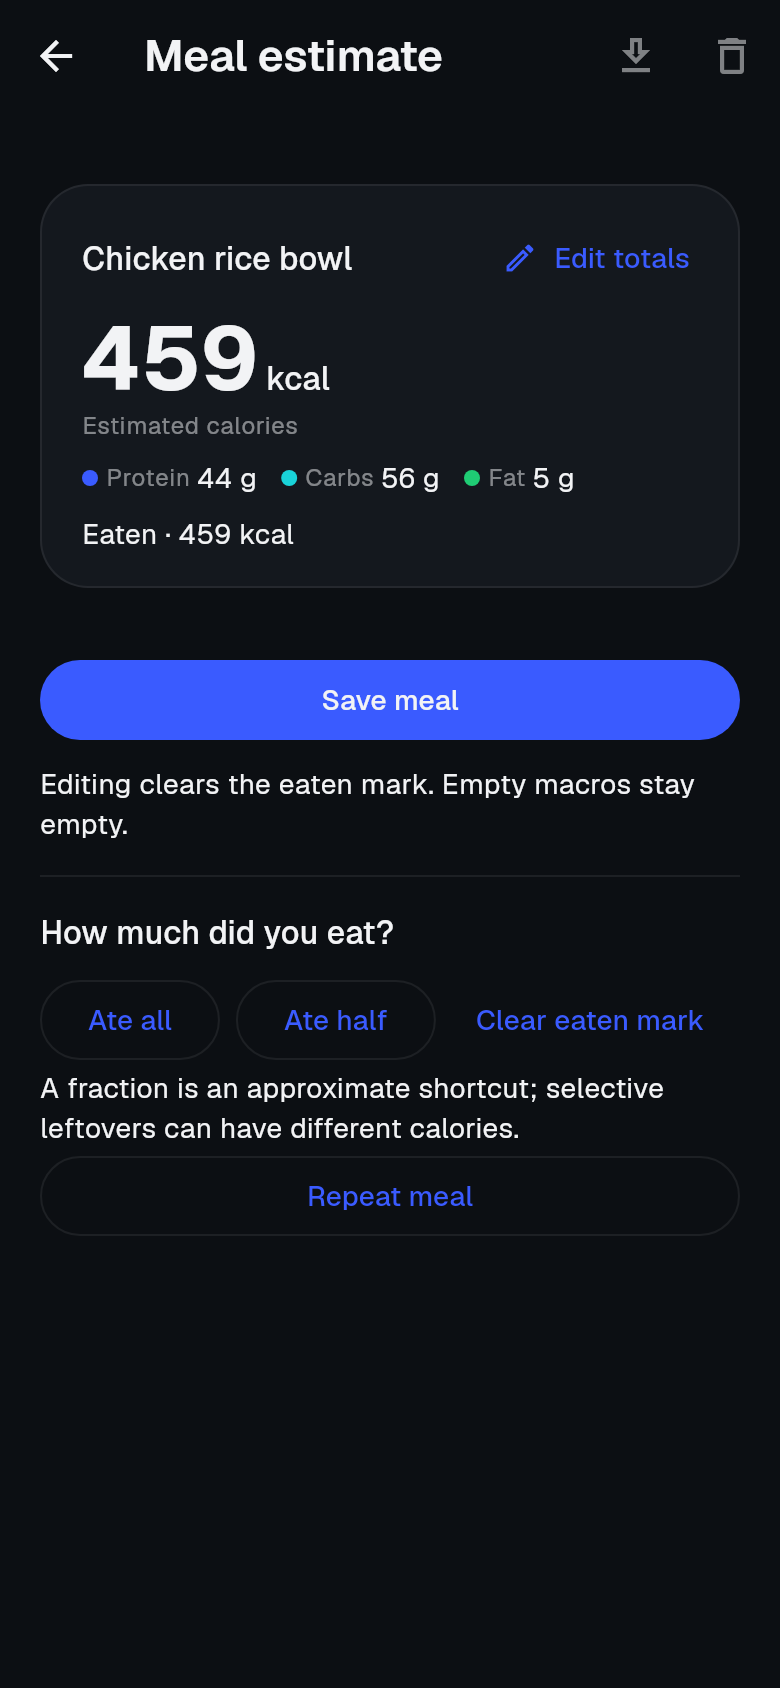 Meal estimate
Chicken rice bowl
Edit totals
459 kcal
Estimated calories
Protein 44 g Carbs 56 g Fat 5 g
Eaten · 459 kcal
Save meal
Editing clears the eaten mark. Empty macros stay
empty.
How much did you eat?
Ate all Ate half Clear eaten mark
A fraction is an approximate shortcut; selective
leftovers can have different calories.
Repeat meal